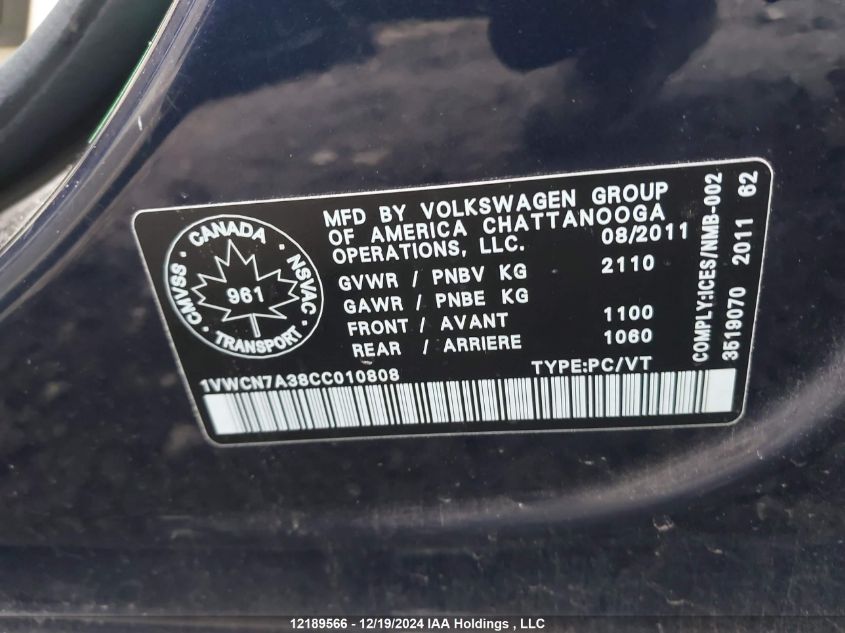 MFD BY VOLKSWAGEN GROUP
OF AMERICA CHATTANOOGA
OPERATIONS, LLC. 08/2011
GVWR / PNBV KG 2110
GAWR / PNBE KG
FRONT / AVANT 1100
REAR / ARRIERE 1060
1VWCN7A38CC010808 TYPE:PC/VT
CANADA
CMVSS · NSVAC
961
TRANSPORT
COMPLY:ICES/NMB-002
3519070 2011 62
12189566 - 12/19/2024 IAA Holdings , LLC